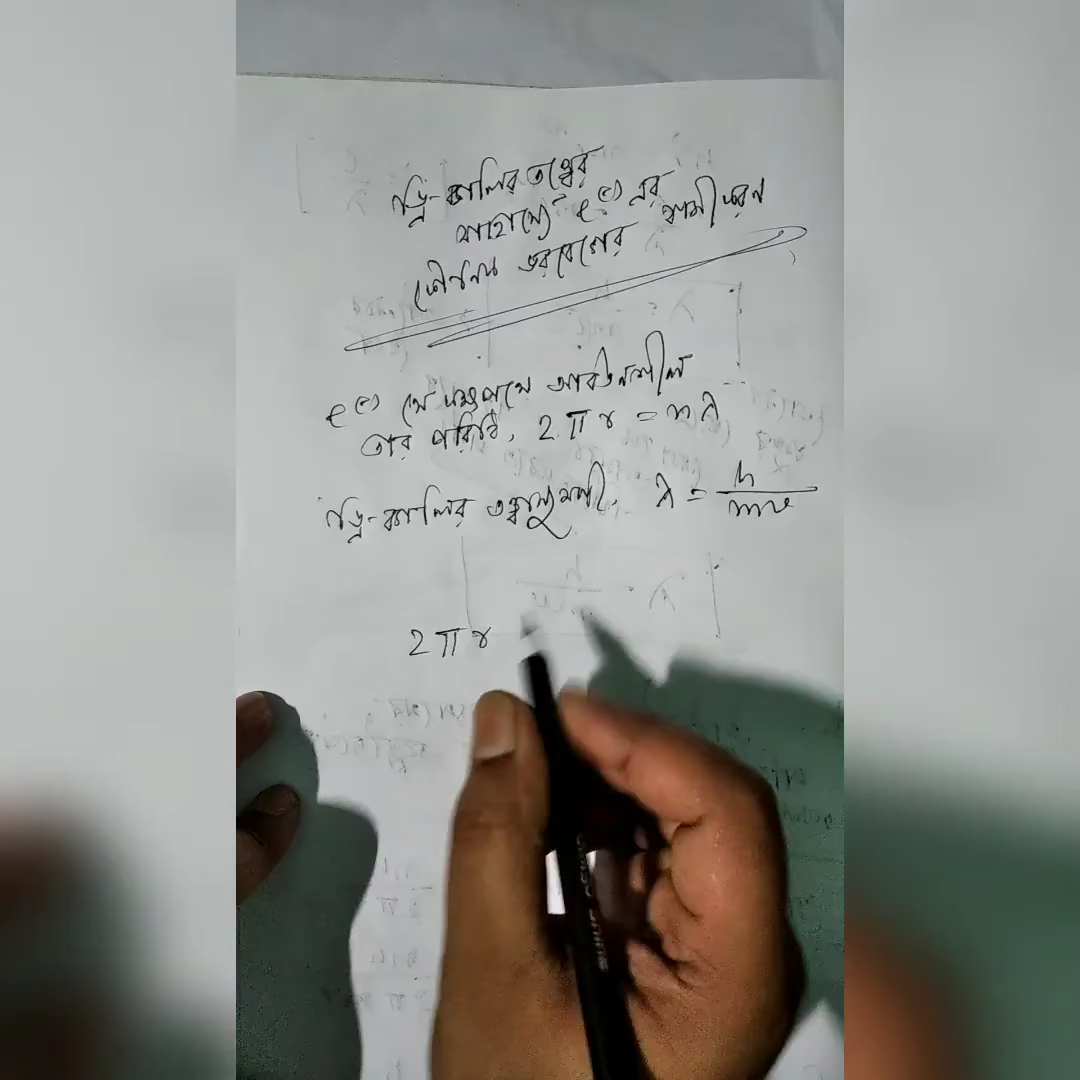 ডি-ব্রগলির তত্ত্বের
সাহায্যে e⁽⁻⁾ এর
কৌণিক ভরবেগের সমীকরণ
e⁽⁻⁾ যে কক্ষপথে আবর্তনশীল
তার পরিধি, 2πr = nλ
ডি-ব্রগলির তত্ত্বানুযায়ী, λ = h/mv
2πr